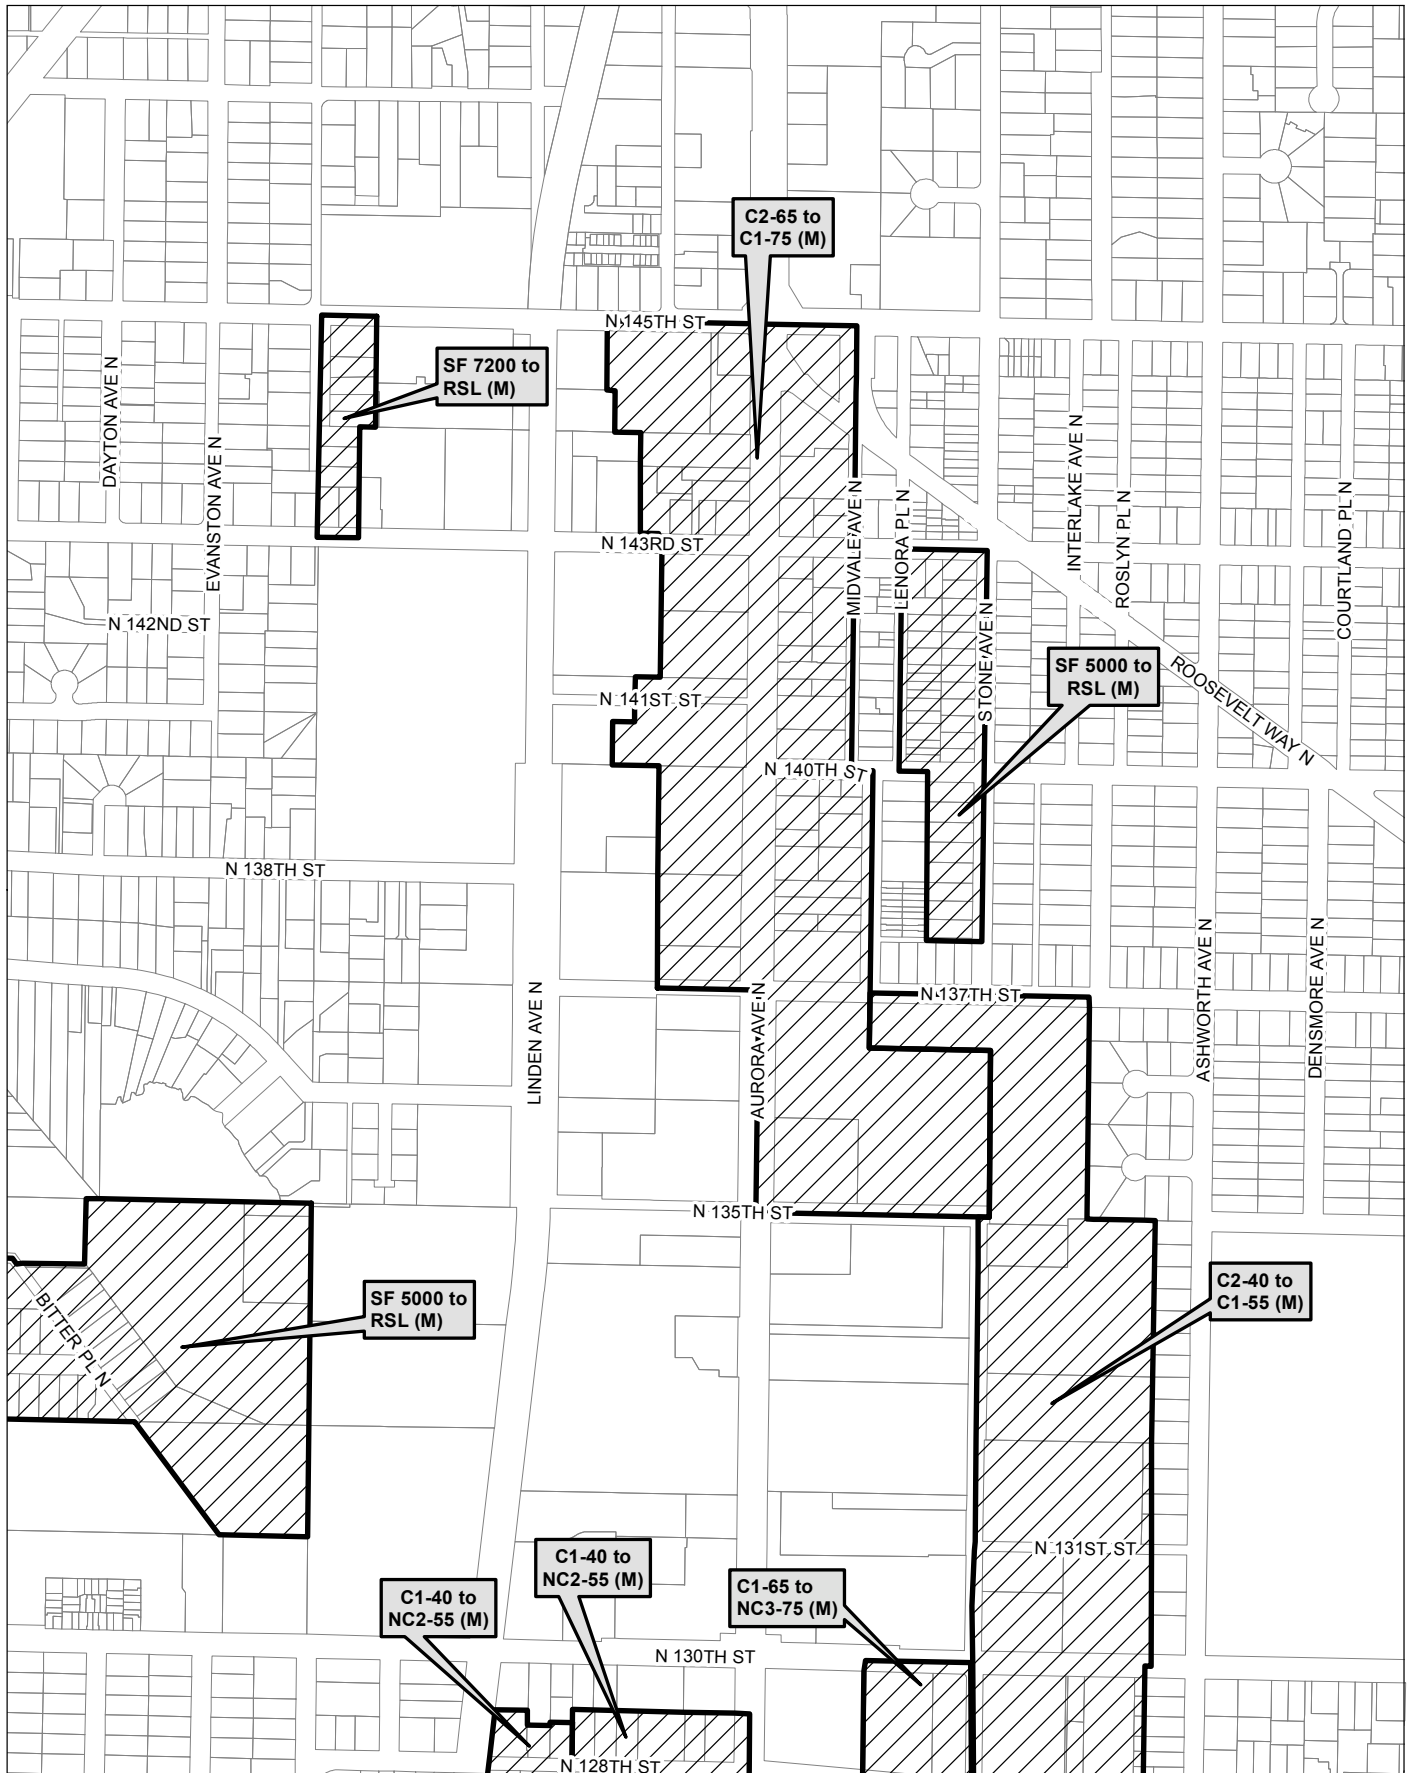 C2-65 to
C1-75 (M)
N 145TH ST
SF 7200 to
RSL (M)
DAYTON AVE N
EVANSTON AVE N
INTERLAKE AVE N
MIDVALE AVE N
LENORA PL N
ROSLYN PL N
COURTLAND PL N
N 143RD ST
N 142ND ST
STONE AVE N
SF 5000 to
RSL (M)
ROOSEVELT WAY N
N 141ST ST
N 140TH ST
N 138TH ST
ASHWORTH AVE N
DENSMORE AVE N
LINDEN AVE N
AURORA AVE N
N 137TH ST
N 135TH ST
BITTER PL N
SF 5000 to
RSL (M)
C2-40 to
C1-55 (M)
N 131ST ST
C1-40 to
NC2-55 (M)
C1-40 to
NC2-55 (M)
C1-65 to
NC3-75 (M)
N 130TH ST
N 128TH ST